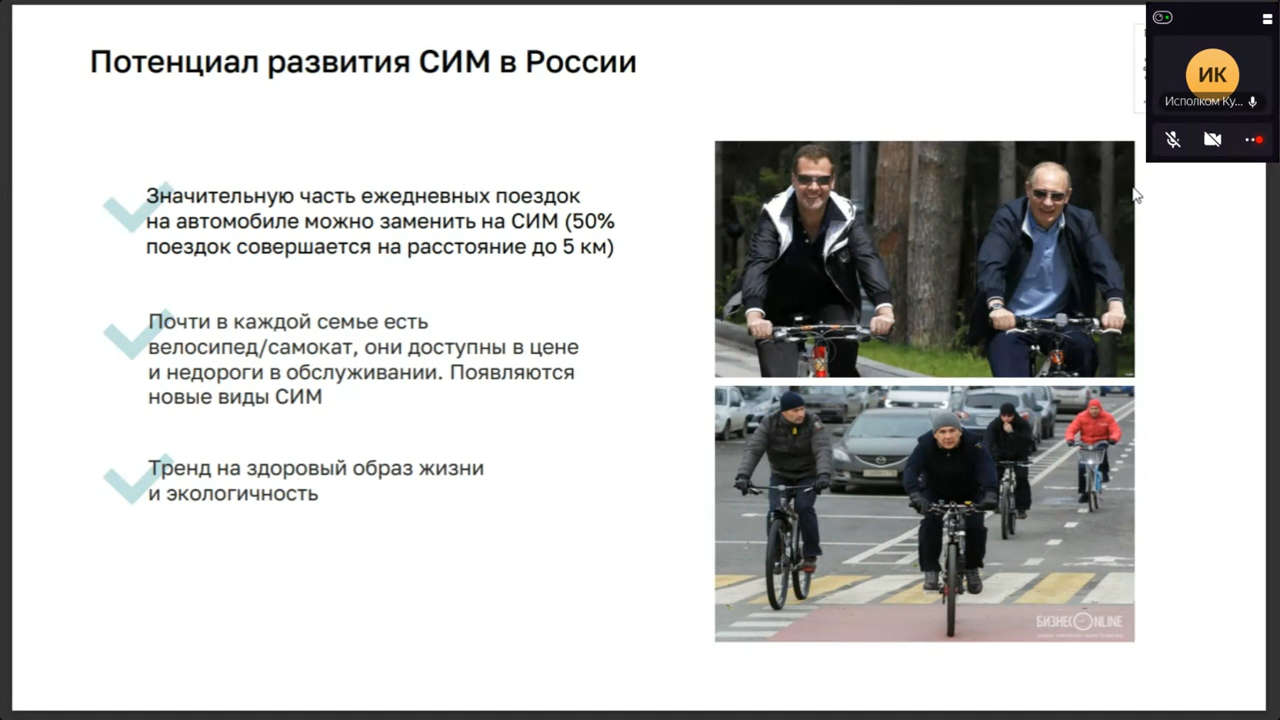 Потенциал развития СИМ в России
Значительную часть ежедневных поездок
на автомобиле можно заменить на СИМ (50%
поездок совершается на расстояние до 5 км)
Почти в каждой семье есть
велосипед/самокат, они доступны в цене
и недороги в обслуживании. Появляются
новые виды СИМ
Тренд на здоровый образ жизни
и экологичность
ИК
Исполком Ку...
БИЗНЕС ONLINE